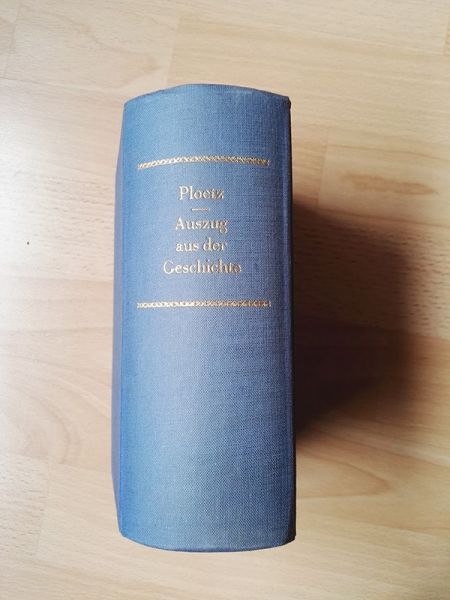 Ploetz
Auszug
aus der
Geschichte